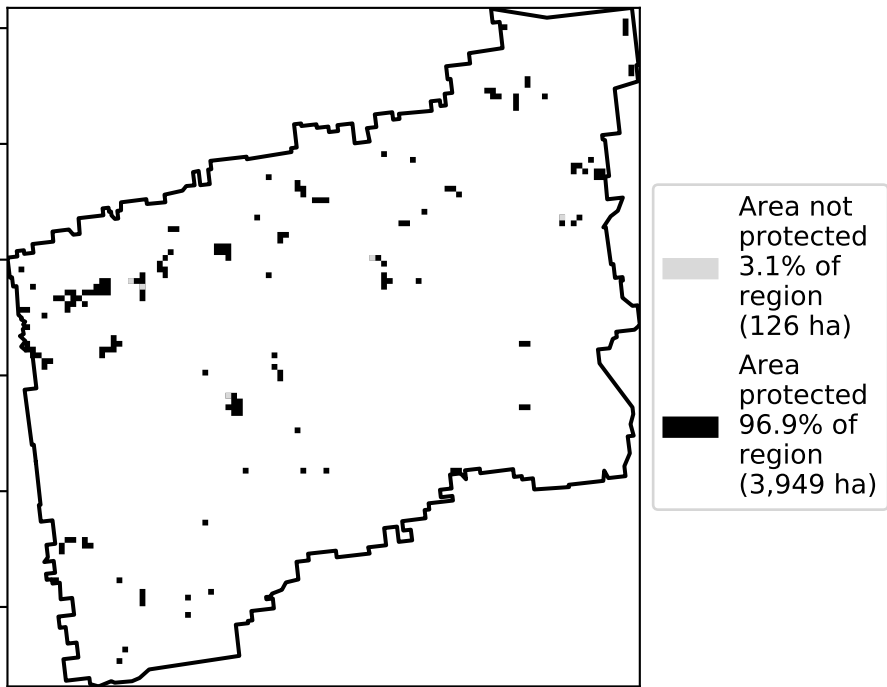 Area not
protected
3.1% of
region
(126 ha)
Area
protected
96.9% of
region
(3,949 ha)